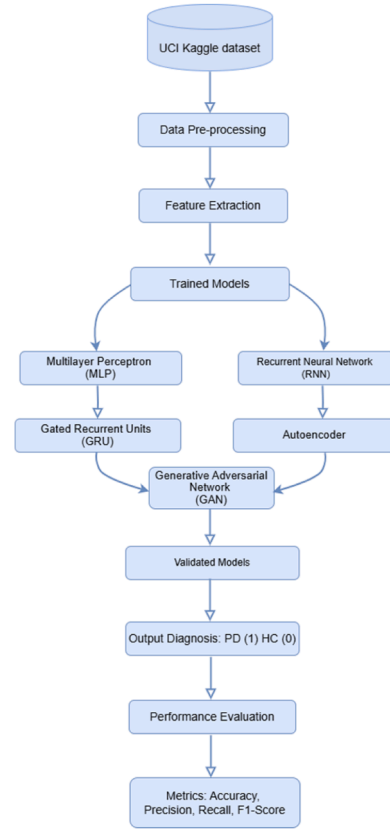 UCI Kaggle dataset
Data Pre-processing
Feature Extraction
Trained Models
Multilayer Perceptron
(MLP)
Recurrent Neural Network
(RNN)
Gated Recurrent Units
(GRU)
Autoencoder
Generative Adversarial
Network
(GAN)
Validated Models
Output Diagnosis: PD (1) HC (0)
Performance Evaluation
Metrics: Accuracy,
Precision, Recall, F1-Score